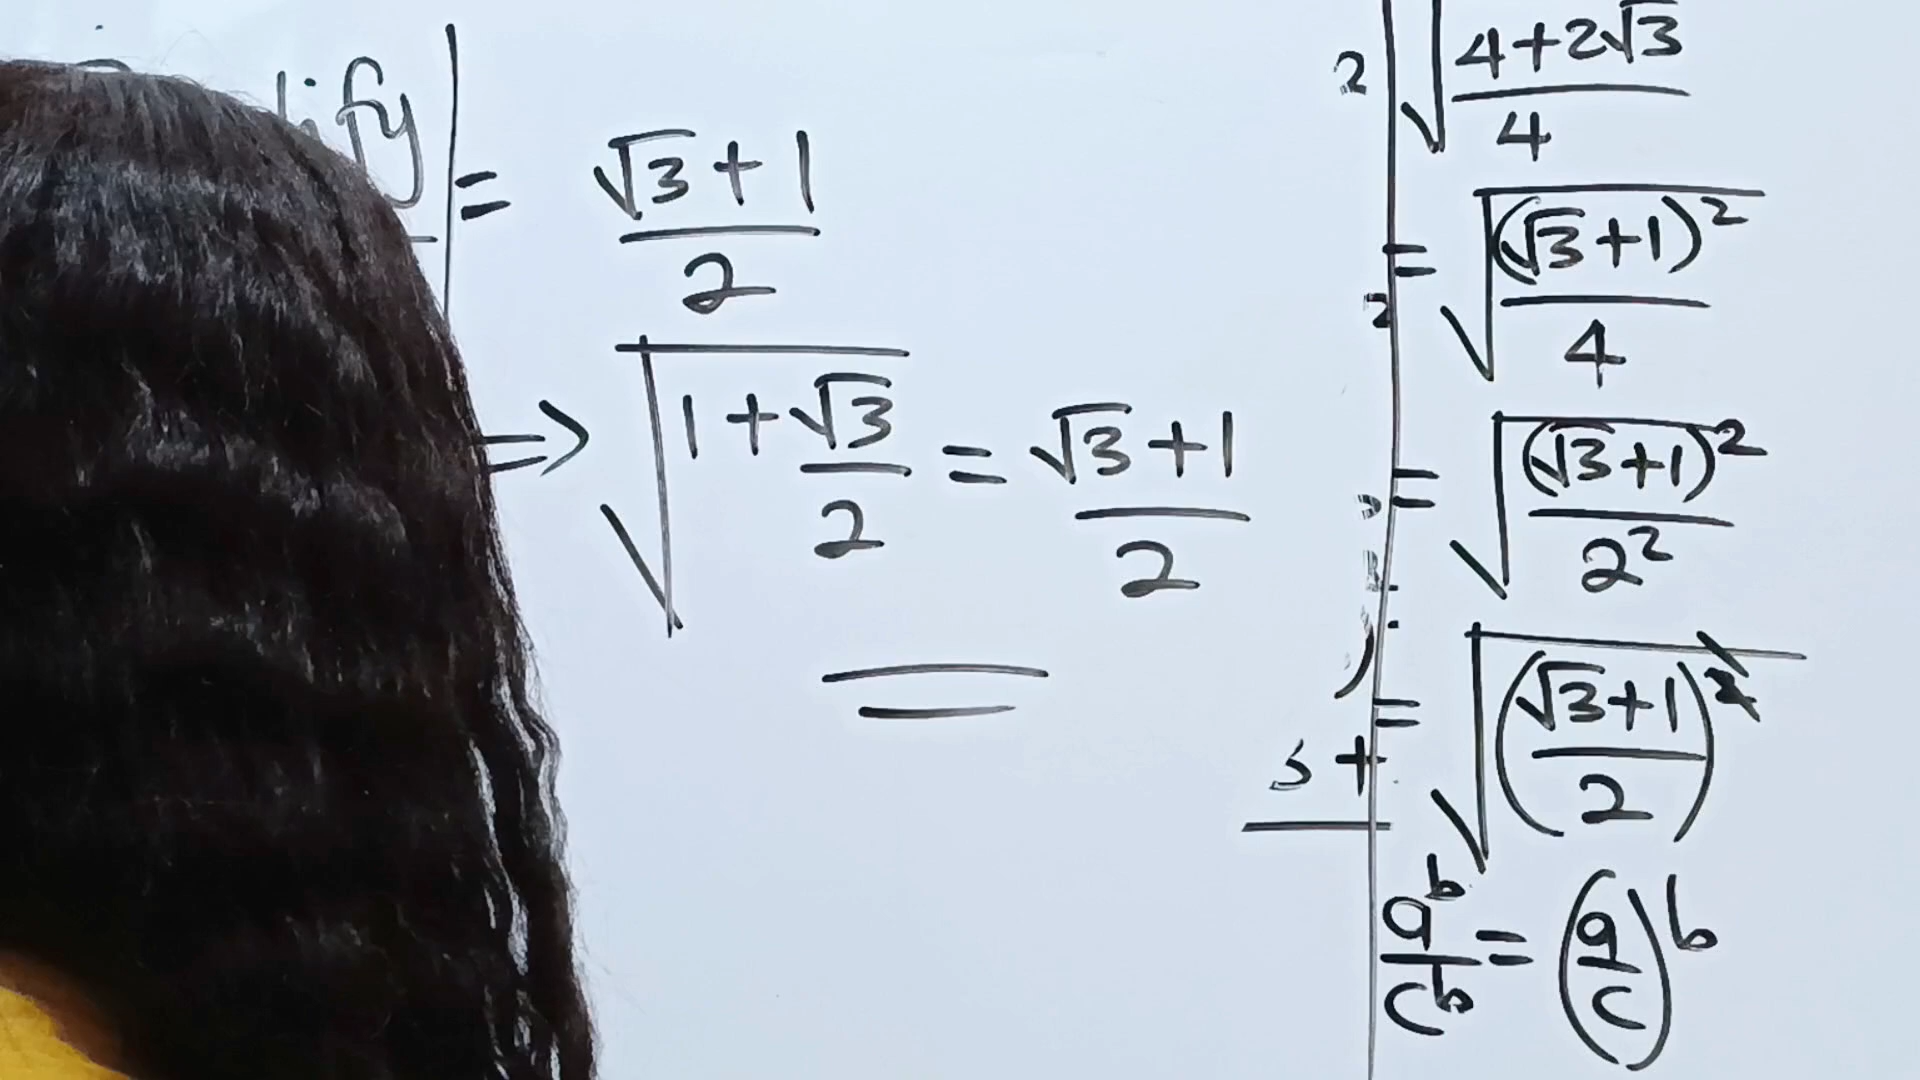 = (√3 + 1)/2
⇒ √(1 + √3/2) = (√3 + 1)/2
√((4 + 2√3)/4)
= √((√3 + 1)²/4)
= √((√3 + 1)²/2²)
= √(((√3 + 1)/2)²)
a^b/c^b = (a/c)^b